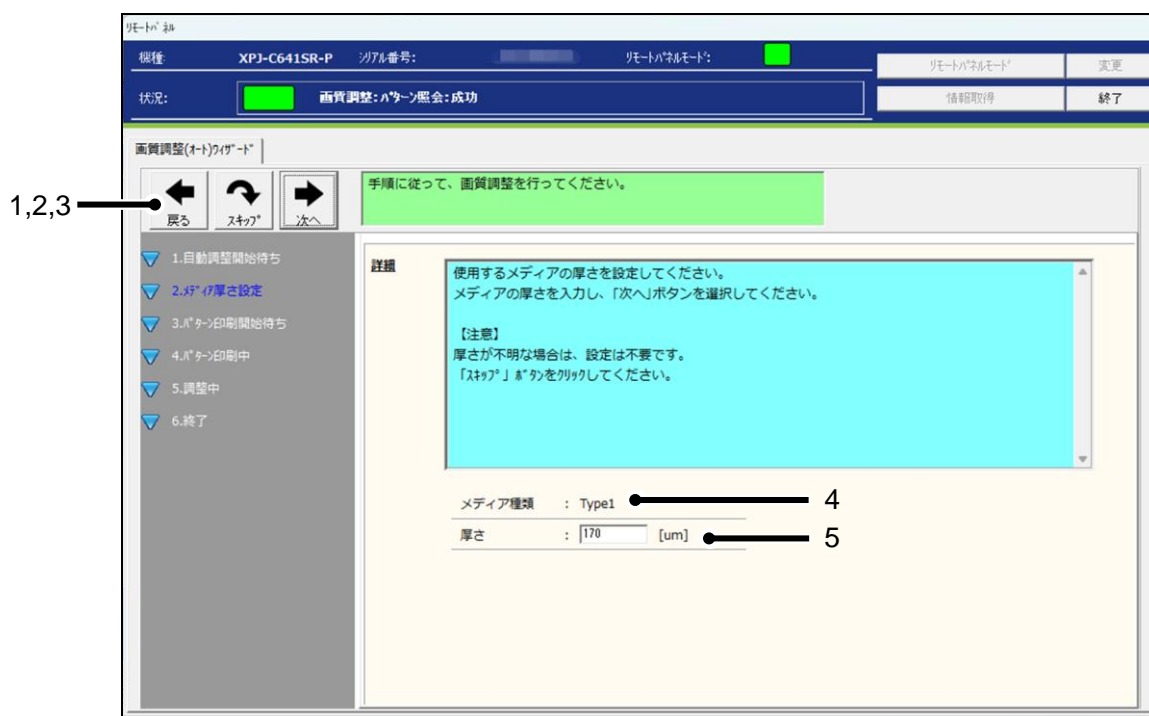 ﾘﾓｰﾄﾊﾟﾈﾙ
機種: XPJ-C641SR-P ｼﾘｱﾙ番号: ﾘﾓｰﾄﾊﾟﾈﾙﾓｰﾄﾞ:
ﾘﾓｰﾄﾊﾟﾈﾙﾓｰﾄﾞ 変更
状況: 画質調整:ﾊﾟﾀｰﾝ照会:成功
情報取得 終了
画質調整(ｵｰﾄ)ｳｨｻﾞｰﾄﾞ
1,2,3
戻る ｽｷｯﾌﾟ 次へ
手順に従って、画質調整を行ってください。
1.自動調整開始待ち
2.ﾒﾃﾞｨｱ厚さ設定
3.ﾊﾟﾀｰﾝ印刷開始待ち
4.ﾊﾟﾀｰﾝ印刷中
5.調整中
6.終了
詳細
使用するメディアの厚さを設定してください。
メディアの厚さを入力し、「次へ」ボタンを選択してください。
【注意】
厚さが不明な場合は、設定は不要です。
「ｽｷｯﾌﾟ」ﾎﾞﾀﾝをｸﾘｯｸしてください。
メディア種類 : Type1 4
厚さ : 170 [um] 5